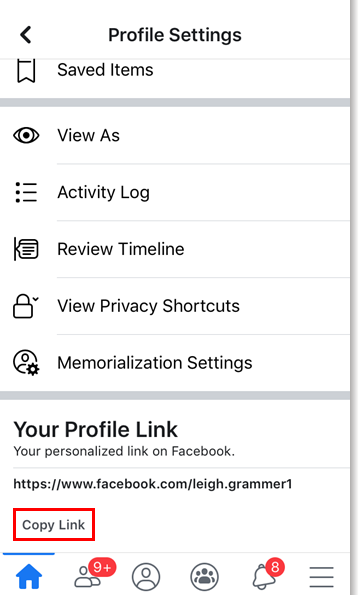 Profile Settings
Saved Items
View As
Activity Log
Review Timeline
View Privacy Shortcuts
Memorialization Settings
Your Profile Link
Your personalized link on Facebook.
https://www.facebook.com/leigh.grammer1
Copy Link
9+
8